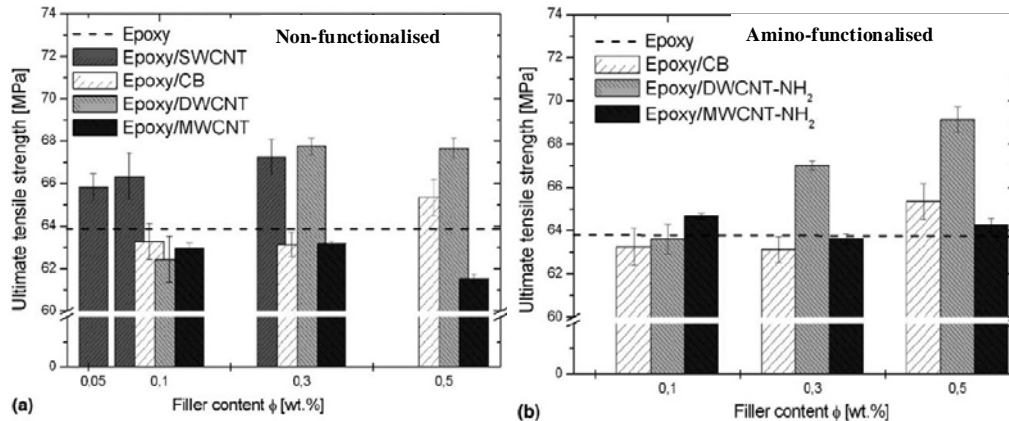 74
72
70
68
66
64
62
60
0
Ultimate tensile strength [MPa]
Non-functionalised
Epoxy
Epoxy/SWCNT
Epoxy/CB
Epoxy/DWCNT
Epoxy/MWCNT
0,05 0,1 0,3 0,5
(a) Filler content ϕ [wt.%]
74
72
70
68
66
64
62
60
0
Ultimate tensile strength [MPa]
Amino-functionalised
Epoxy
Epoxy/CB
Epoxy/DWCNT-NH₂
Epoxy/MWCNT-NH₂
0,1 0,3 0,5
(b) Filler content ϕ [wt.%]